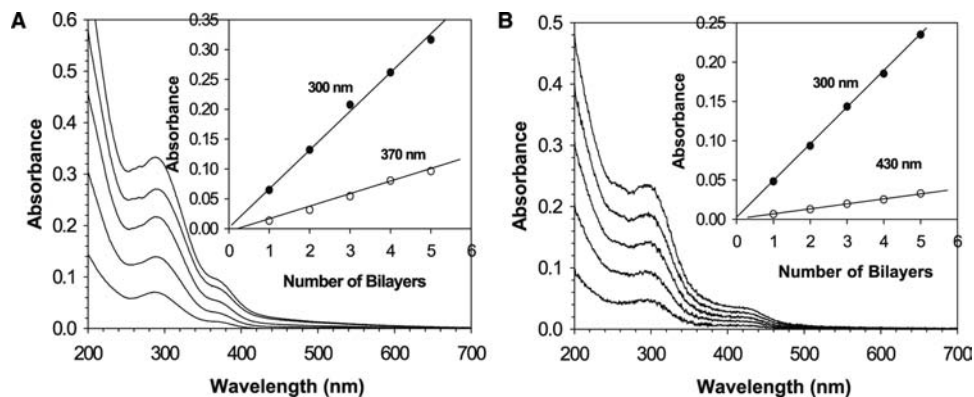 A
0.6
0.5
0.4
0.3
0.2
0.1
0.0
Absorbance
200 300 400 500 600 700
Wavelength (nm)
0.35
0.30
0.25
0.20
0.15
0.10
0.05
0.00
Absorbance
300 nm
370 nm
0 1 2 3 4 5 6
Number of Bilayers
B
0.5
0.4
0.3
0.2
0.1
0.0
Absorbance
200 300 400 500 600 700
Wavelength (nm)
0.25
0.20
0.15
0.10
0.05
0.00
Absorbance
300 nm
430 nm
0 1 2 3 4 5 6
Number of Bilayers